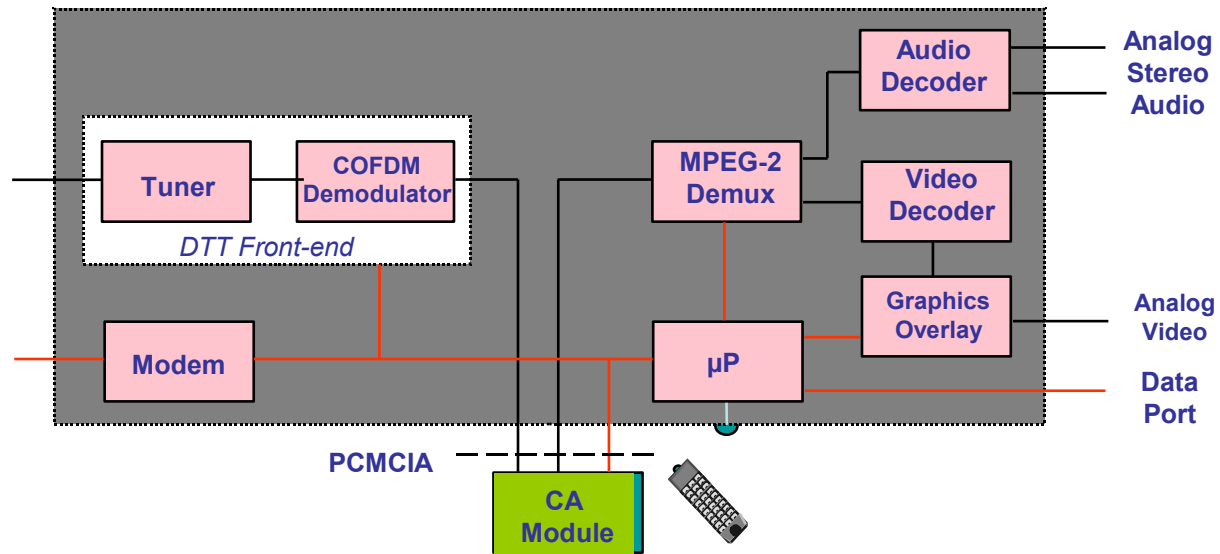 Audio
Decoder
Analog
Stereo
Audio
Tuner
COFDM
Demodulator
DTT Front-end
MPEG-2
Demux
Video
Decoder
Graphics
Overlay
Analog
Video
Modem
µP
Data
Port
PCMCIA
CA
Module